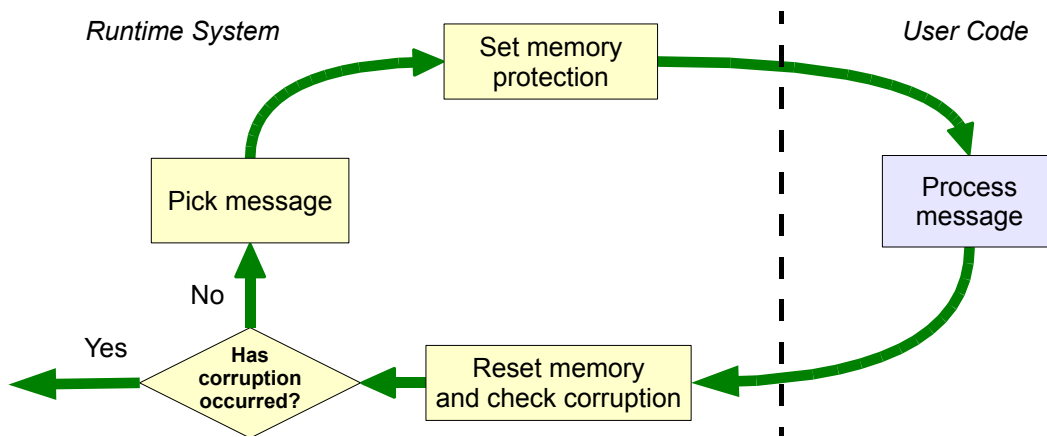 Runtime System
User Code
Set memory
protection
Pick message
Process
message
No
Yes
Has
corruption
occurred?
Reset memory
and check corruption